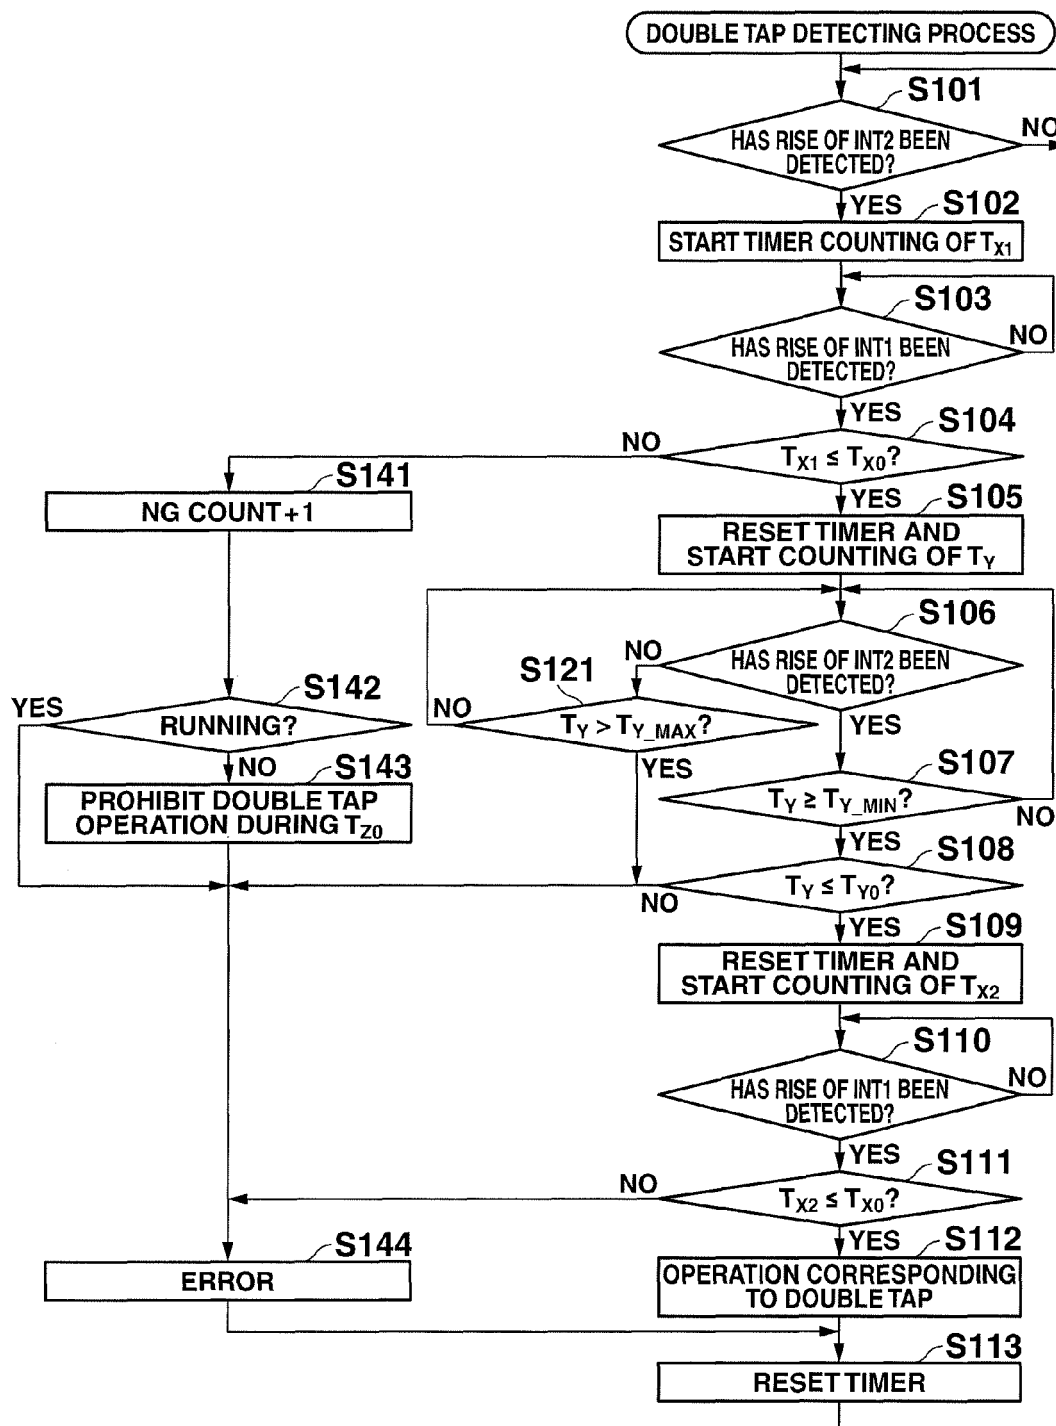 DOUBLE TAP DETECTING PROCESS
S101
HAS RISE OF INT2 BEEN
DETECTED?
NO
YES
S102
START TIMER COUNTING OF TX1
S103
HAS RISE OF INT1 BEEN
DETECTED?
NO
YES
S104
NO
TX1 ≤ TX0?
YES
S141
NG COUNT+1
S105
RESET TIMER AND
START COUNTING OF TY
S106
HAS RISE OF INT2 BEEN
DETECTED?
NO
YES
S121
NO
TY > TY_MAX?
YES
S142
YES
RUNNING?
NO
S107
TY ≥ TY_MIN?
NO
YES
S143
PROHIBIT DOUBLE TAP
OPERATION DURING TZ0
S108
TY ≤ TY0?
NO
YES
S109
RESET TIMER AND
START COUNTING OF TX2
S110
HAS RISE OF INT1 BEEN
DETECTED?
NO
YES
S111
NO
TX2 ≤ TX0?
YES
S144
ERROR
S112
OPERATION CORRESPONDING
TO DOUBLE TAP
S113
RESET TIMER